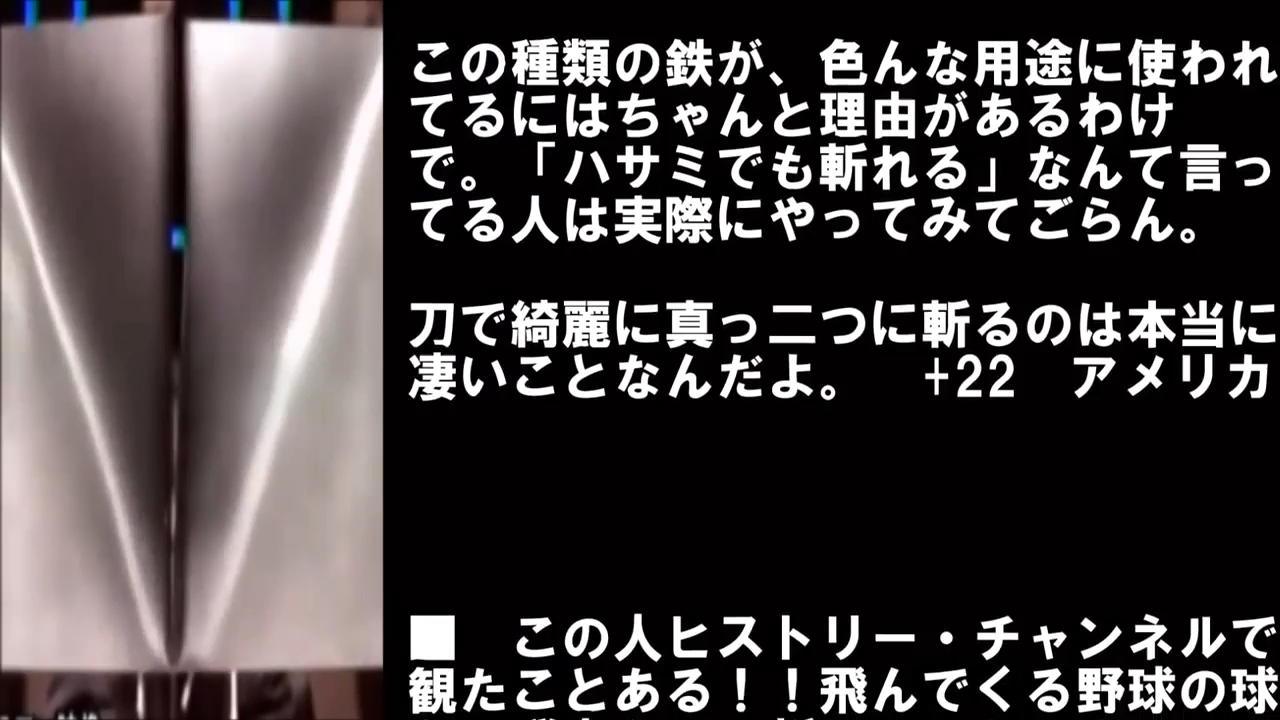 この種類の鉄が、色んな用途に使われ
てるにはちゃんと理由があるわけ
で。「ハサミでも斬れる」なんて言っ
てる人は実際にやってみてごらん。
刀で綺麗に真っ二つに斬るのは本当に
凄いことなんだよ。　+22　アメリカ
■　この人ヒストリー・チャンネルで
観たことある！！飛んでくる野球の球